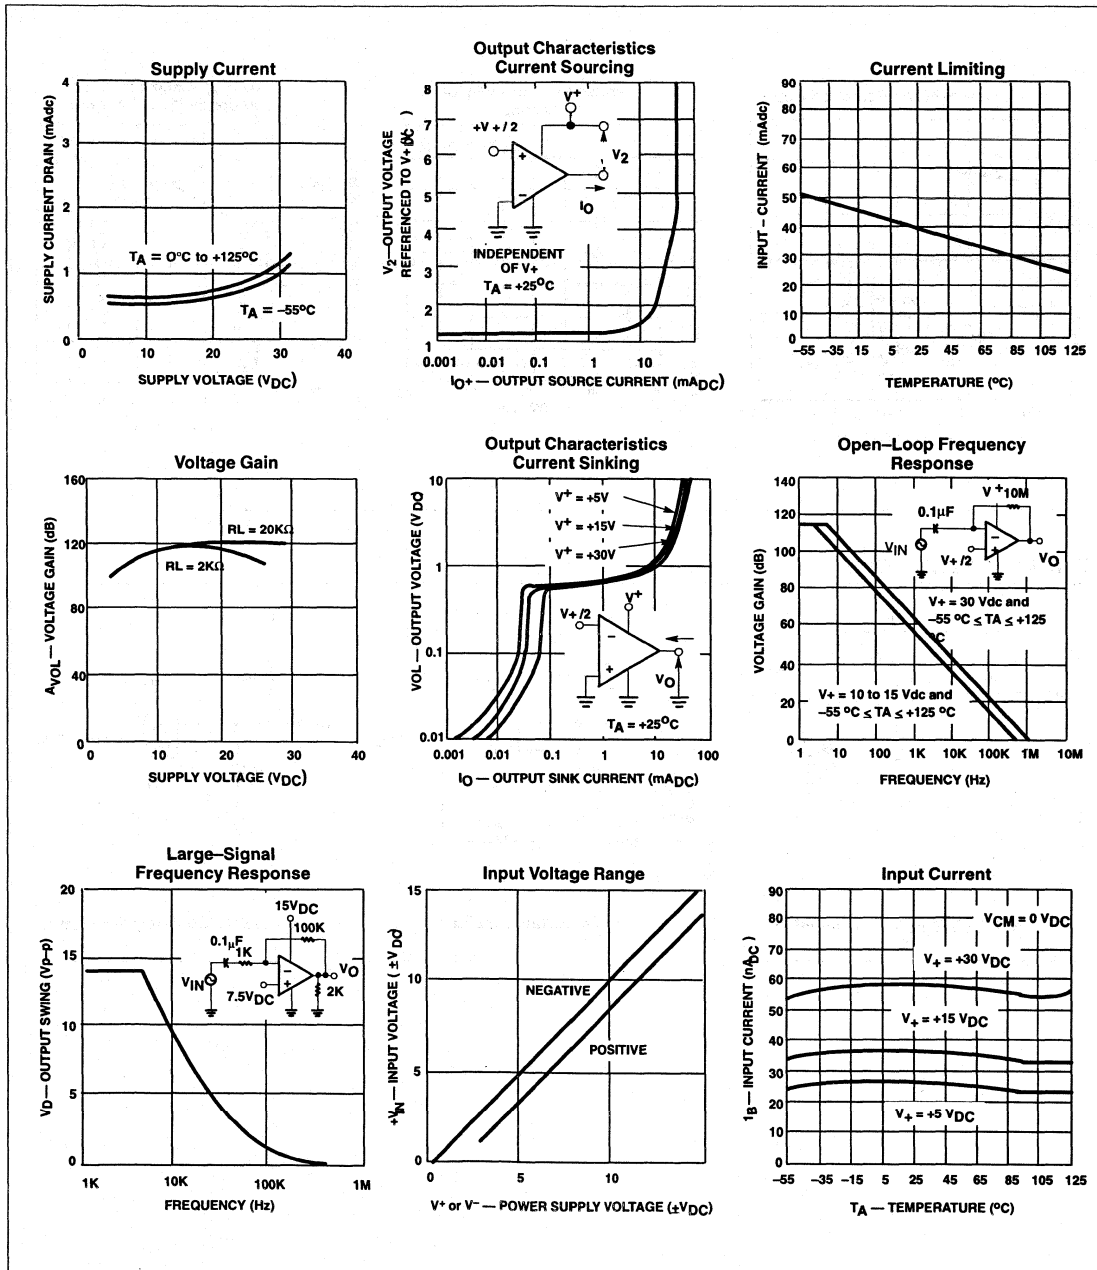 Supply Current
SUPPLY CURRENT DRAIN (mAdc)
4
3
2
1
0
TA = 0°C to +125°C
TA = –55°C
0 10 20 30 40
SUPPLY VOLTAGE (VDC)
Output Characteristics
Current Sourcing
V2—OUTPUT VOLTAGE
REFERENCED TO V+ (VDC)
8
7
6
5
4
3
2
1
V+
+V + / 2
+
–
V2
IO
INDEPENDENT
OF V+
TA = +25°C
0.001 0.01 0.1 1 10
IO+ — OUTPUT SOURCE CURRENT (mADC)
Current Limiting
INPUT – CURRENT (mAdc)
90
80
70
60
50
40
30
20
10
0
–55 –35 15 5 25 45 65 85 105 125
TEMPERATURE (°C)
Voltage Gain
AVOL — VOLTAGE GAIN (dB)
160
120
80
40
0
RL = 20KΩ
RL = 2KΩ
0 10 20 30 40
SUPPLY VOLTAGE (VDC)
Output Characteristics
Current Sinking
VOL — OUTPUT VOLTAGE (VDC)
10
1
0.1
0.01
V+ = +5V
V+ = +15V
V+ = +30V
V+
V+ /2
–
+
VO
TA = +25°C
0.001 0.01 0.1 1 10 100
IO — OUTPUT SINK CURRENT (mADC)
Open–Loop Frequency
Response
VOLTAGE GAIN (dB)
140
120
100
80
60
40
20
0
V+ 10M
0.1µF
VIN
V+ /2
–
+
VO
V+ = 30 Vdc and
–55 °C ≤ TA ≤ +125
°C
V+ = 10 to 15 Vdc and
–55 °C ≤ TA ≤ +125 °C
1 10 100 1K 10K 100K 1M 10M
FREQUENCY (Hz)
Large–Signal
Frequency Response
VD — OUTPUT SWING (Vp–p)
20
15
10
5
0
15VDC
100K
0.1µF
1K
VIN
7.5VDC
–
+
VO
2K
1K 10K 100K 1M
FREQUENCY (Hz)
Input Voltage Range
+VIN — INPUT VOLTAGE (±VDC)
15
10
5
0
NEGATIVE
POSITIVE
0 5 10
V+ or V– — POWER SUPPLY VOLTAGE (±VDC)
Input Current
1B — INPUT CURRENT (nADC)
90
80
70
60
50
40
30
20
10
0
VCM = 0 VDC
V+ = +30 VDC
V+ = +15 VDC
V+ = +5 VDC
–55 –35 –15 5 25 45 65 85 105 125
TA — TEMPERATURE (°C)